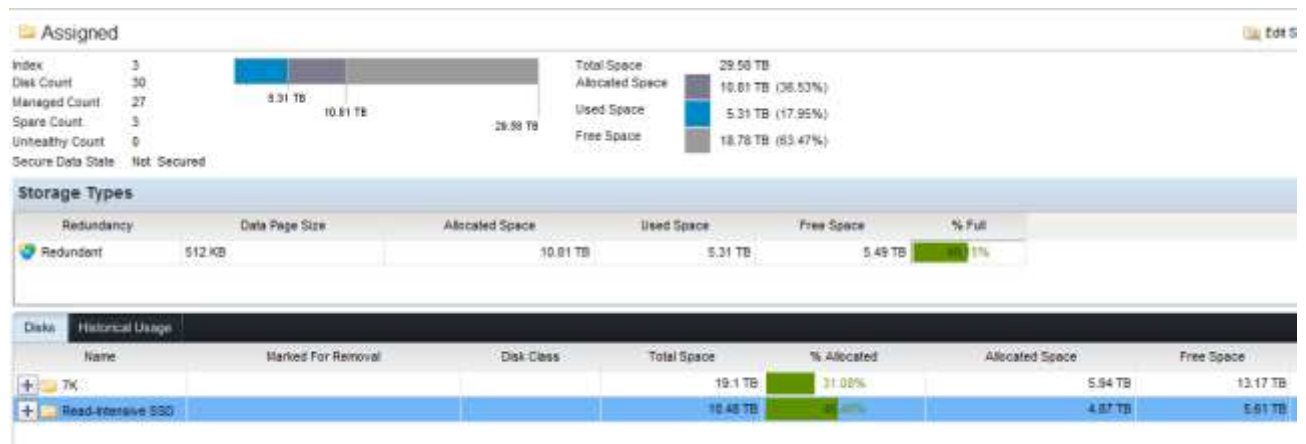 Assigned
Edit S
Index 3
Disk Count 30
Managed Count 27
Spare Count 3
Unhealthy Count 0
Secure Data State Not Secured
5.31 TB
10.81 TB
29.58 TB
Total Space 29.58 TB
Allocated Space 10.81 TB (36.53%)
Used Space 5.31 TB (17.95%)
Free Space 18.78 TB (63.47%)
Storage Types
Redundancy Data Page Size Allocated Space Used Space Free Space % Full
Redundant 512 KB 10.81 TB 5.31 TB 5.49 TB
Disks Historical Usage
Name Marked For Removal Disk Class Total Space % Allocated Allocated Space Free Space
7K 19.1 TB 31.08% 5.94 TB 13.17 TB
Read-Intensive SSD 10.48 TB 4.87 TB 5.61 TB